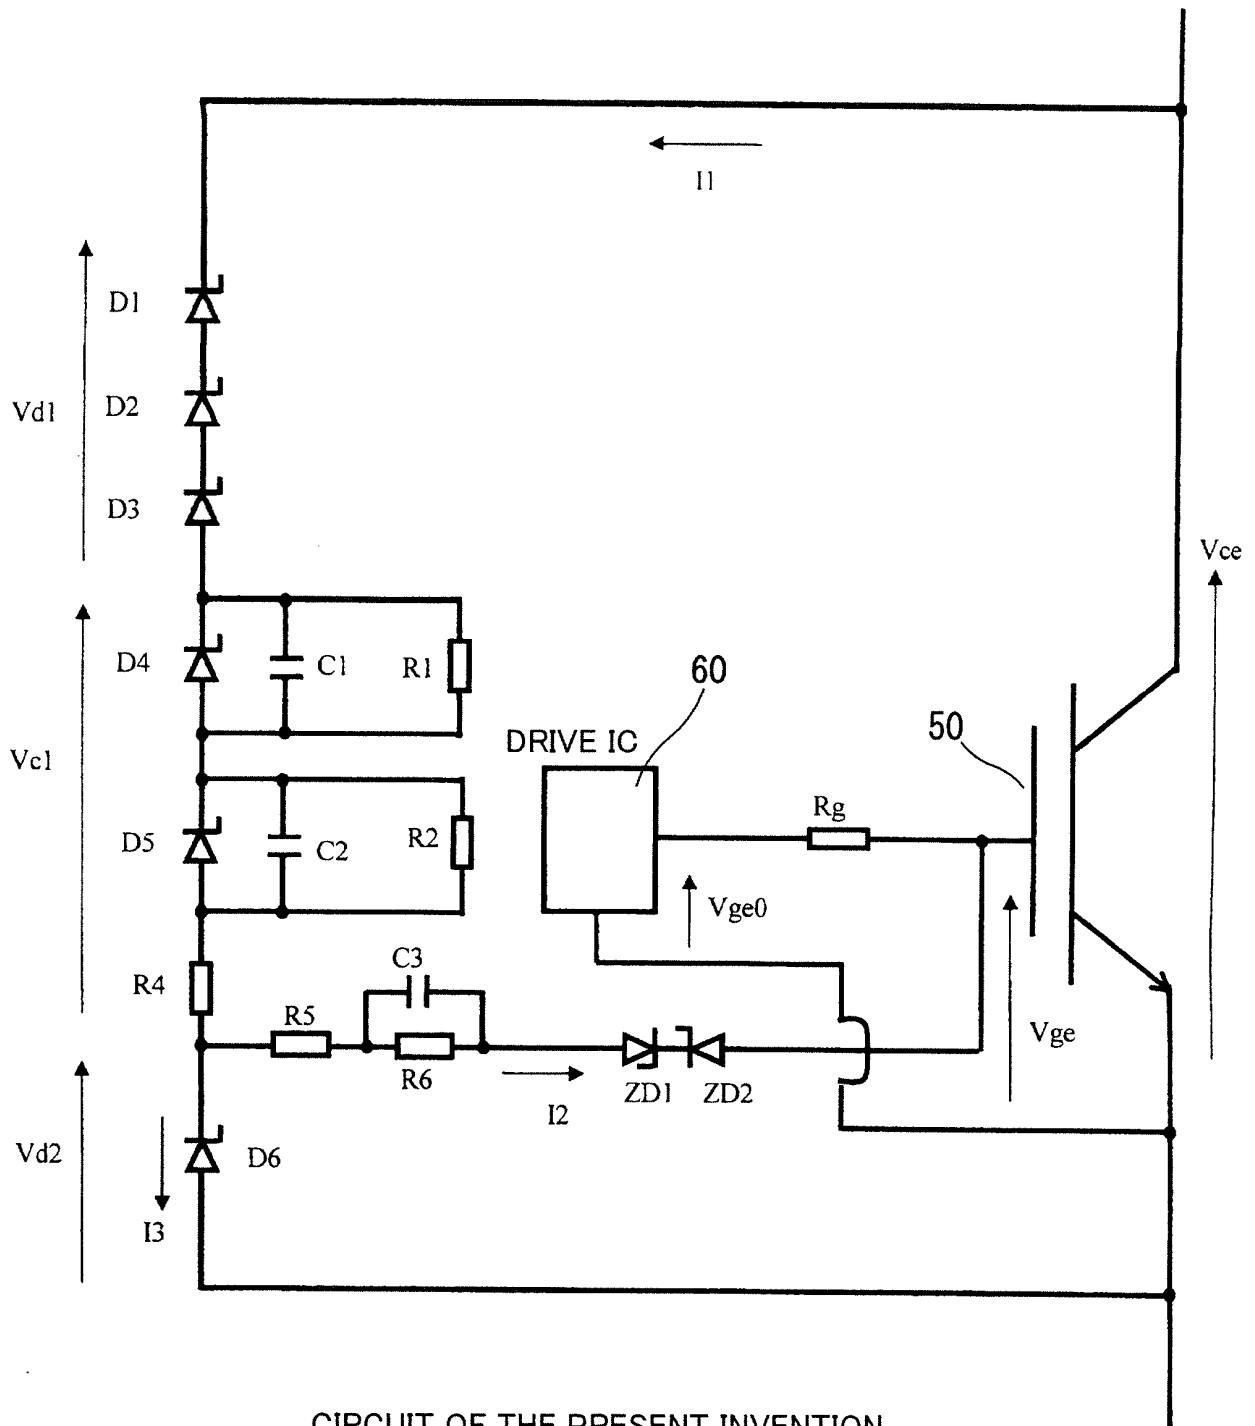 I1
D1
Vd1
D2
D3
Vce
D4
C1
R1
60
50
DRIVE IC
Vc1
Rg
D5
C2
R2
Vge0
C3
R4
R5
Vge
R6
ZD1
ZD2
I2
Vd2
D6
I3
CIRCUIT OF THE PRESENT INVENTION